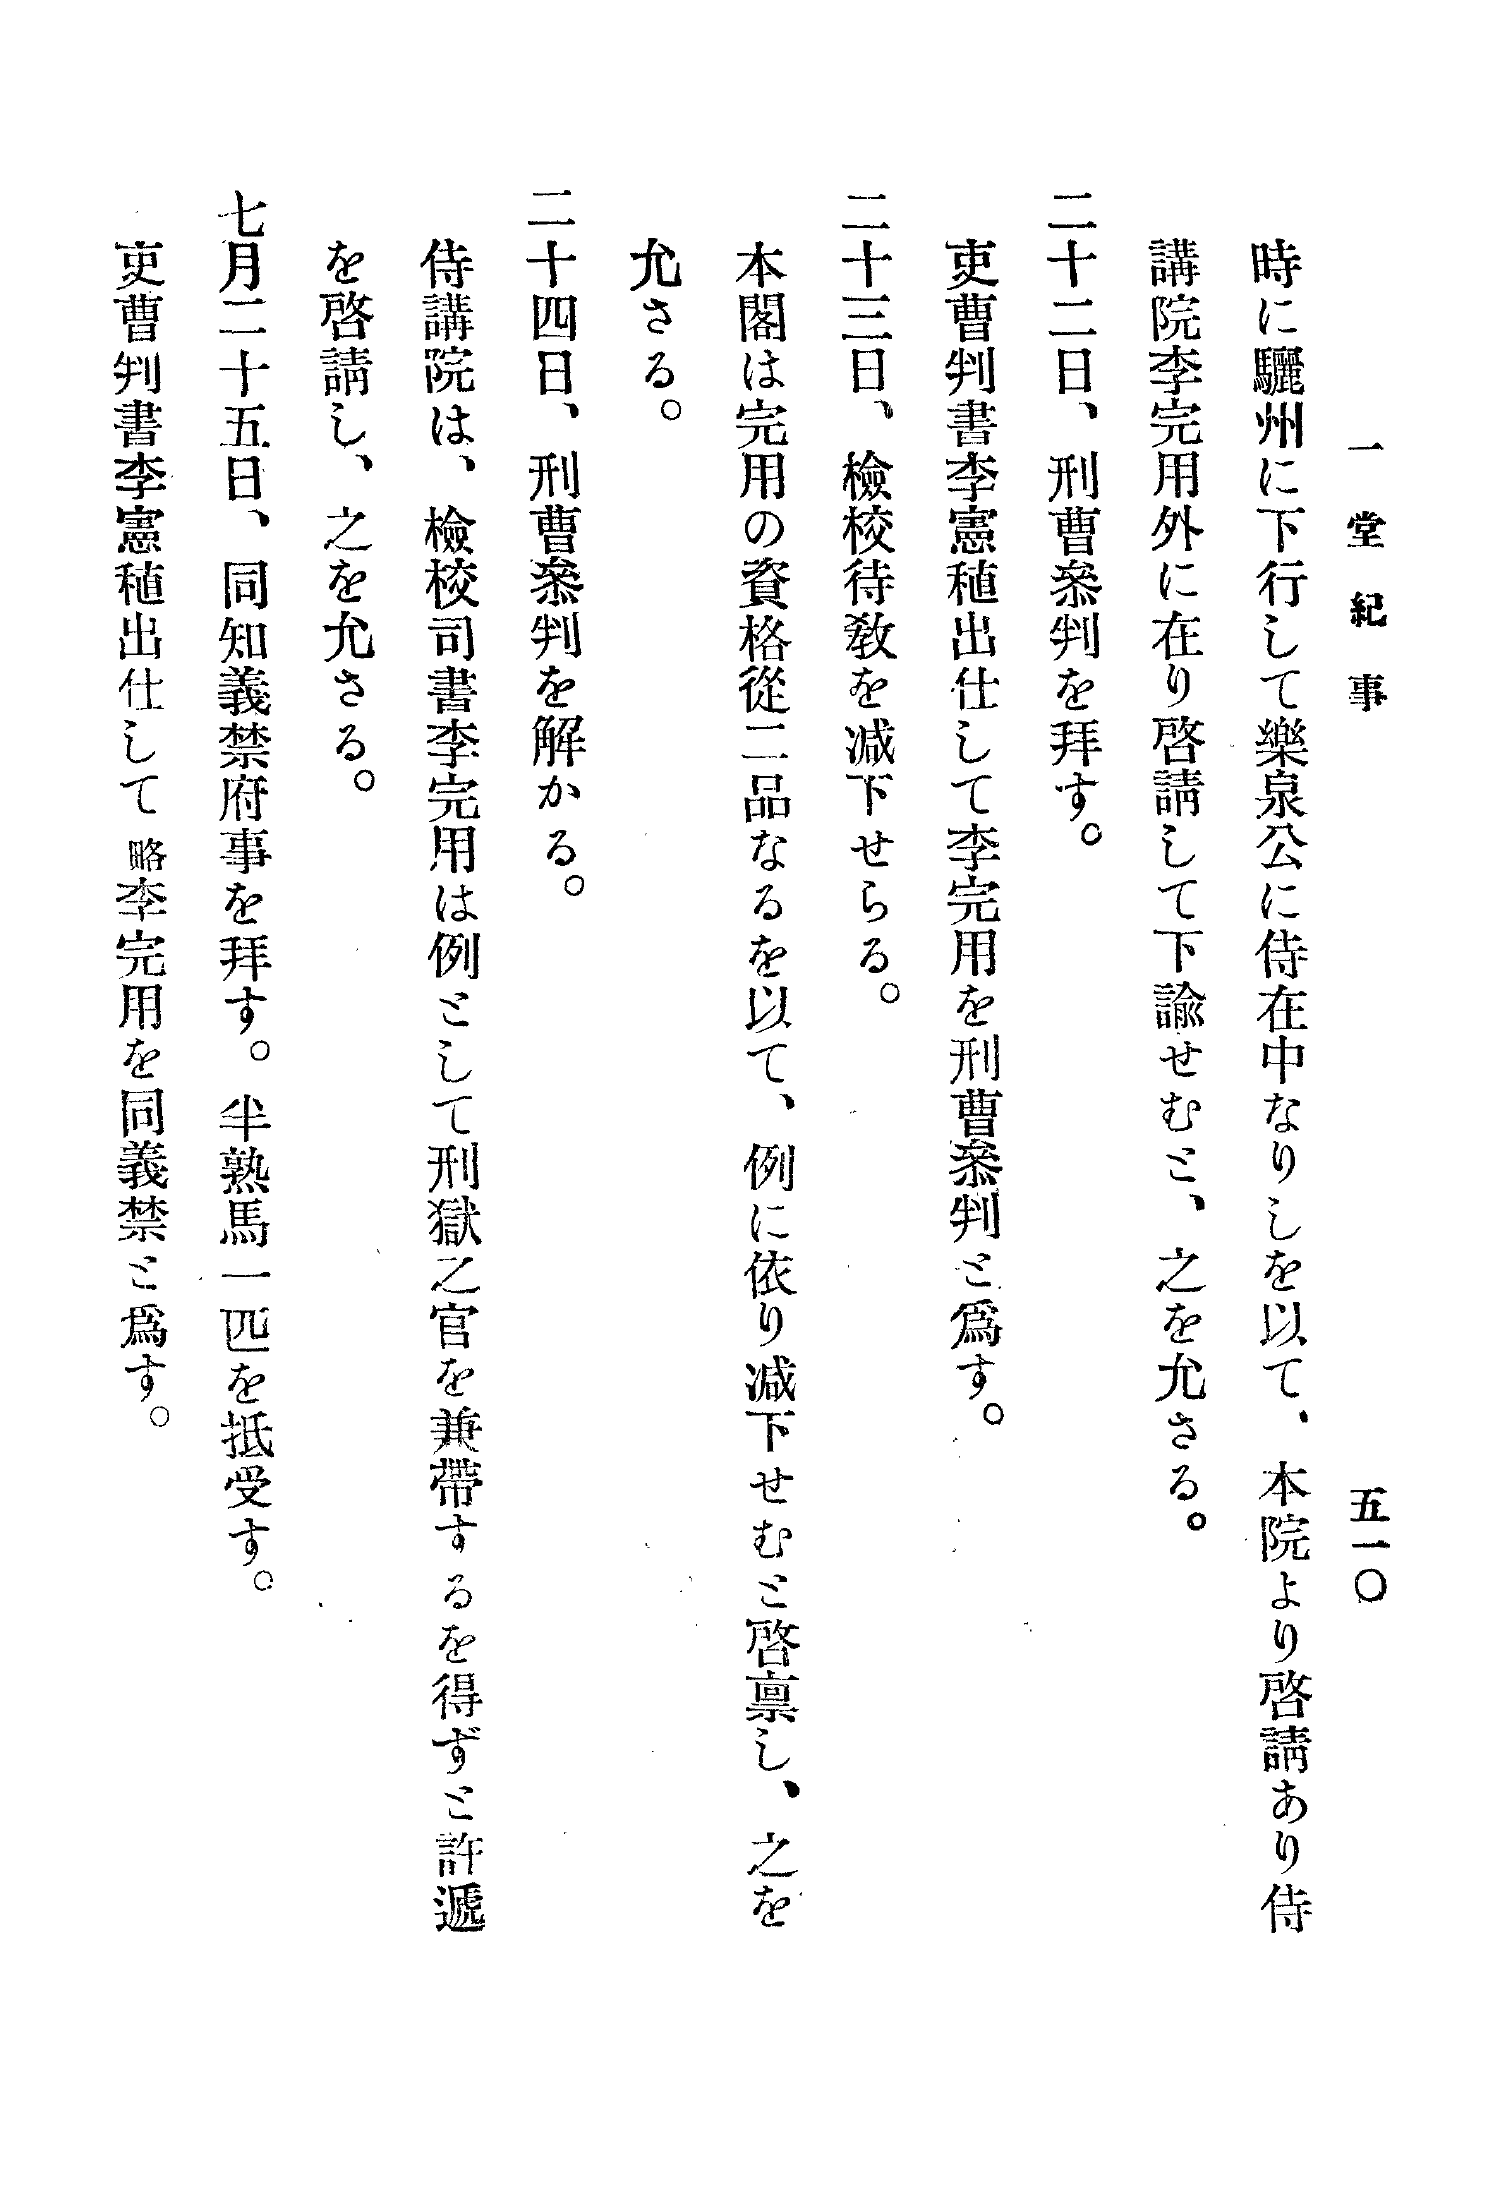 一堂紀事
五一〇
時に驪州に下行して樂泉公に侍在中なりしを以て、本院より啓請あり侍
講院李完用外に在り啓請して下諭せむと、之を允さる。
二十二日、刑曹叅判を拜す。
吏曹判書李憲稙出仕して李完用を刑曹叅判と爲す。
二十三日、檢校待敎を減下せらる。
本閣は完用の資格從二品なるを以て、例に依り減下せむと啓禀し、之を
允さる。
二十四日、刑曹叅判を解かる。
侍講院は、檢校司書李完用は例として刑獄之官を兼帶するを得ずと許遞
を啓請し、之を允さる。
七月二十五日、同知義禁府事を拜す。半熟馬一匹を抵受す。
吏曹判書李憲稙出仕して略李完用を同義禁と爲す。